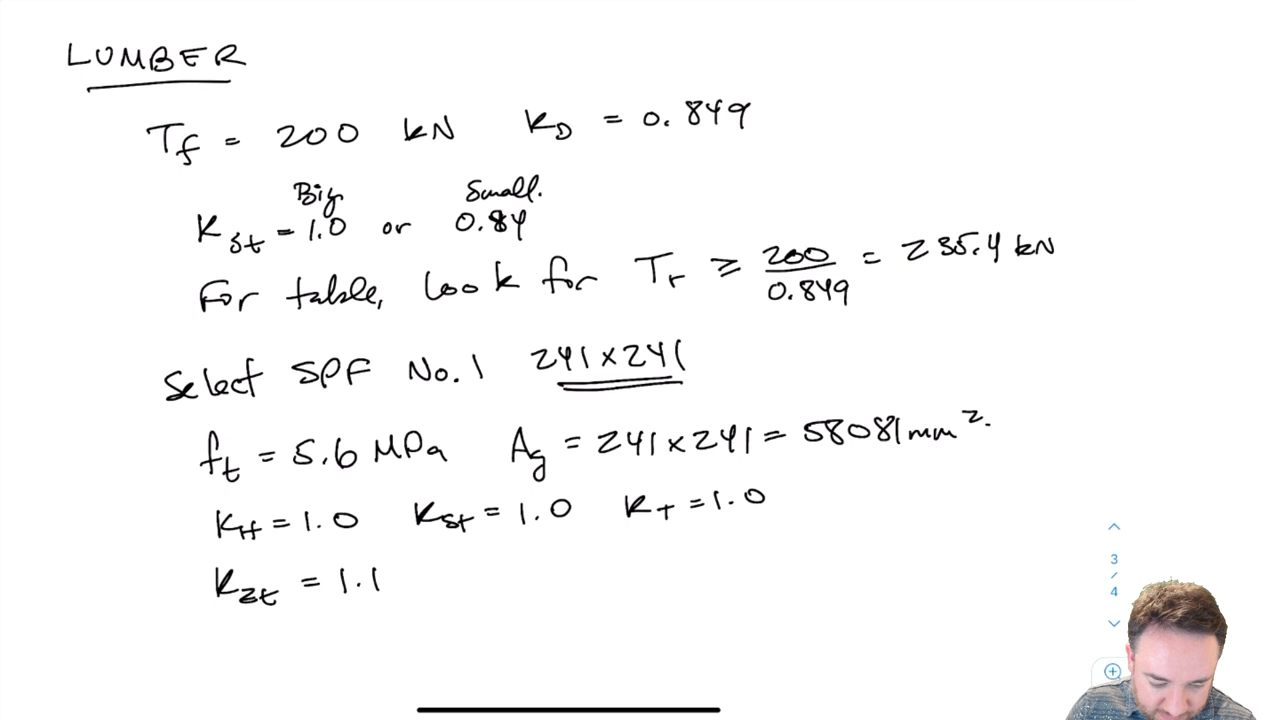 LUMBER
Tf = 200 kN KD = 0.849
Big Small.
KSt = 1.0 or 0.84
For table, look for Tr ≥ 200/0.849 = 235.4 kN
Select SPF No. 1 241 x 241
ft = 5.6 MPa Ag = 241 x 241 = 58081 mm².
KH = 1.0 KSt = 1.0 KT = 1.0
KZt = 1.1
3
/
4